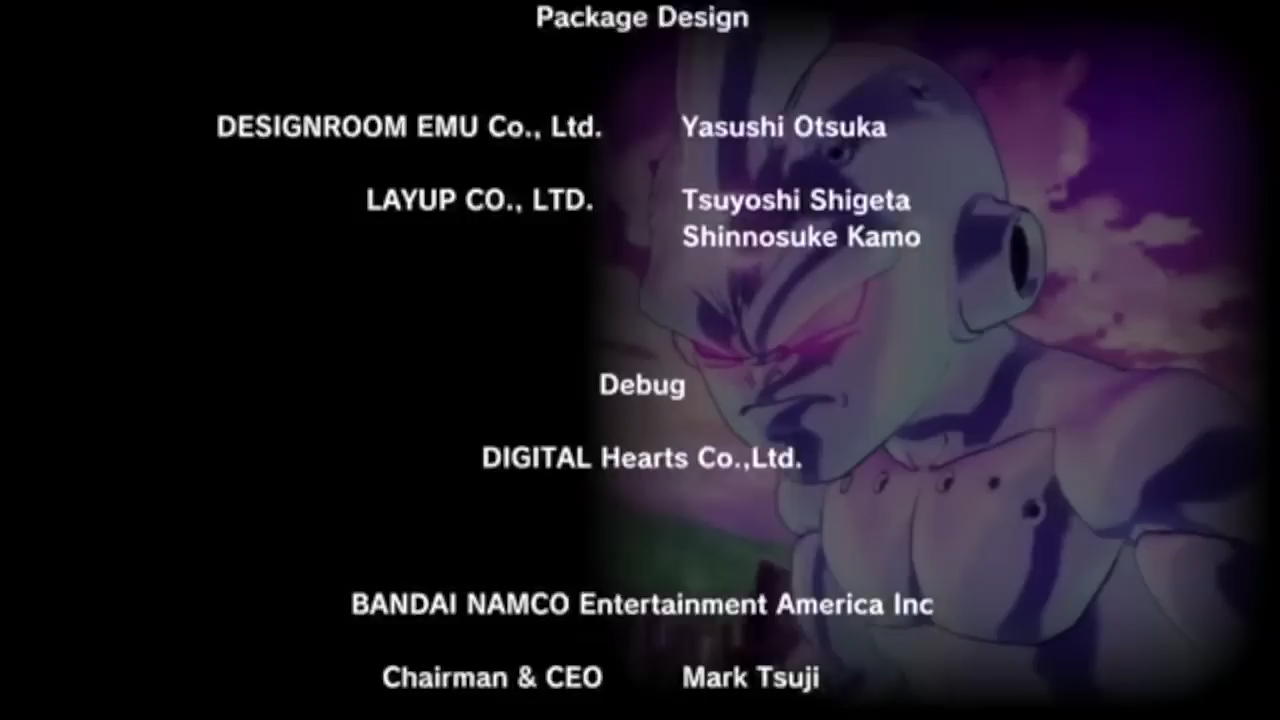 Package Design
DESIGNROOM EMU Co., Ltd. Yasushi Otsuka
LAYUP CO., LTD. Tsuyoshi Shigeta
Shinnosuke Kamo
Debug
DIGITAL Hearts Co.,Ltd.
BANDAI NAMCO Entertainment America Inc
Chairman & CEO Mark Tsuji